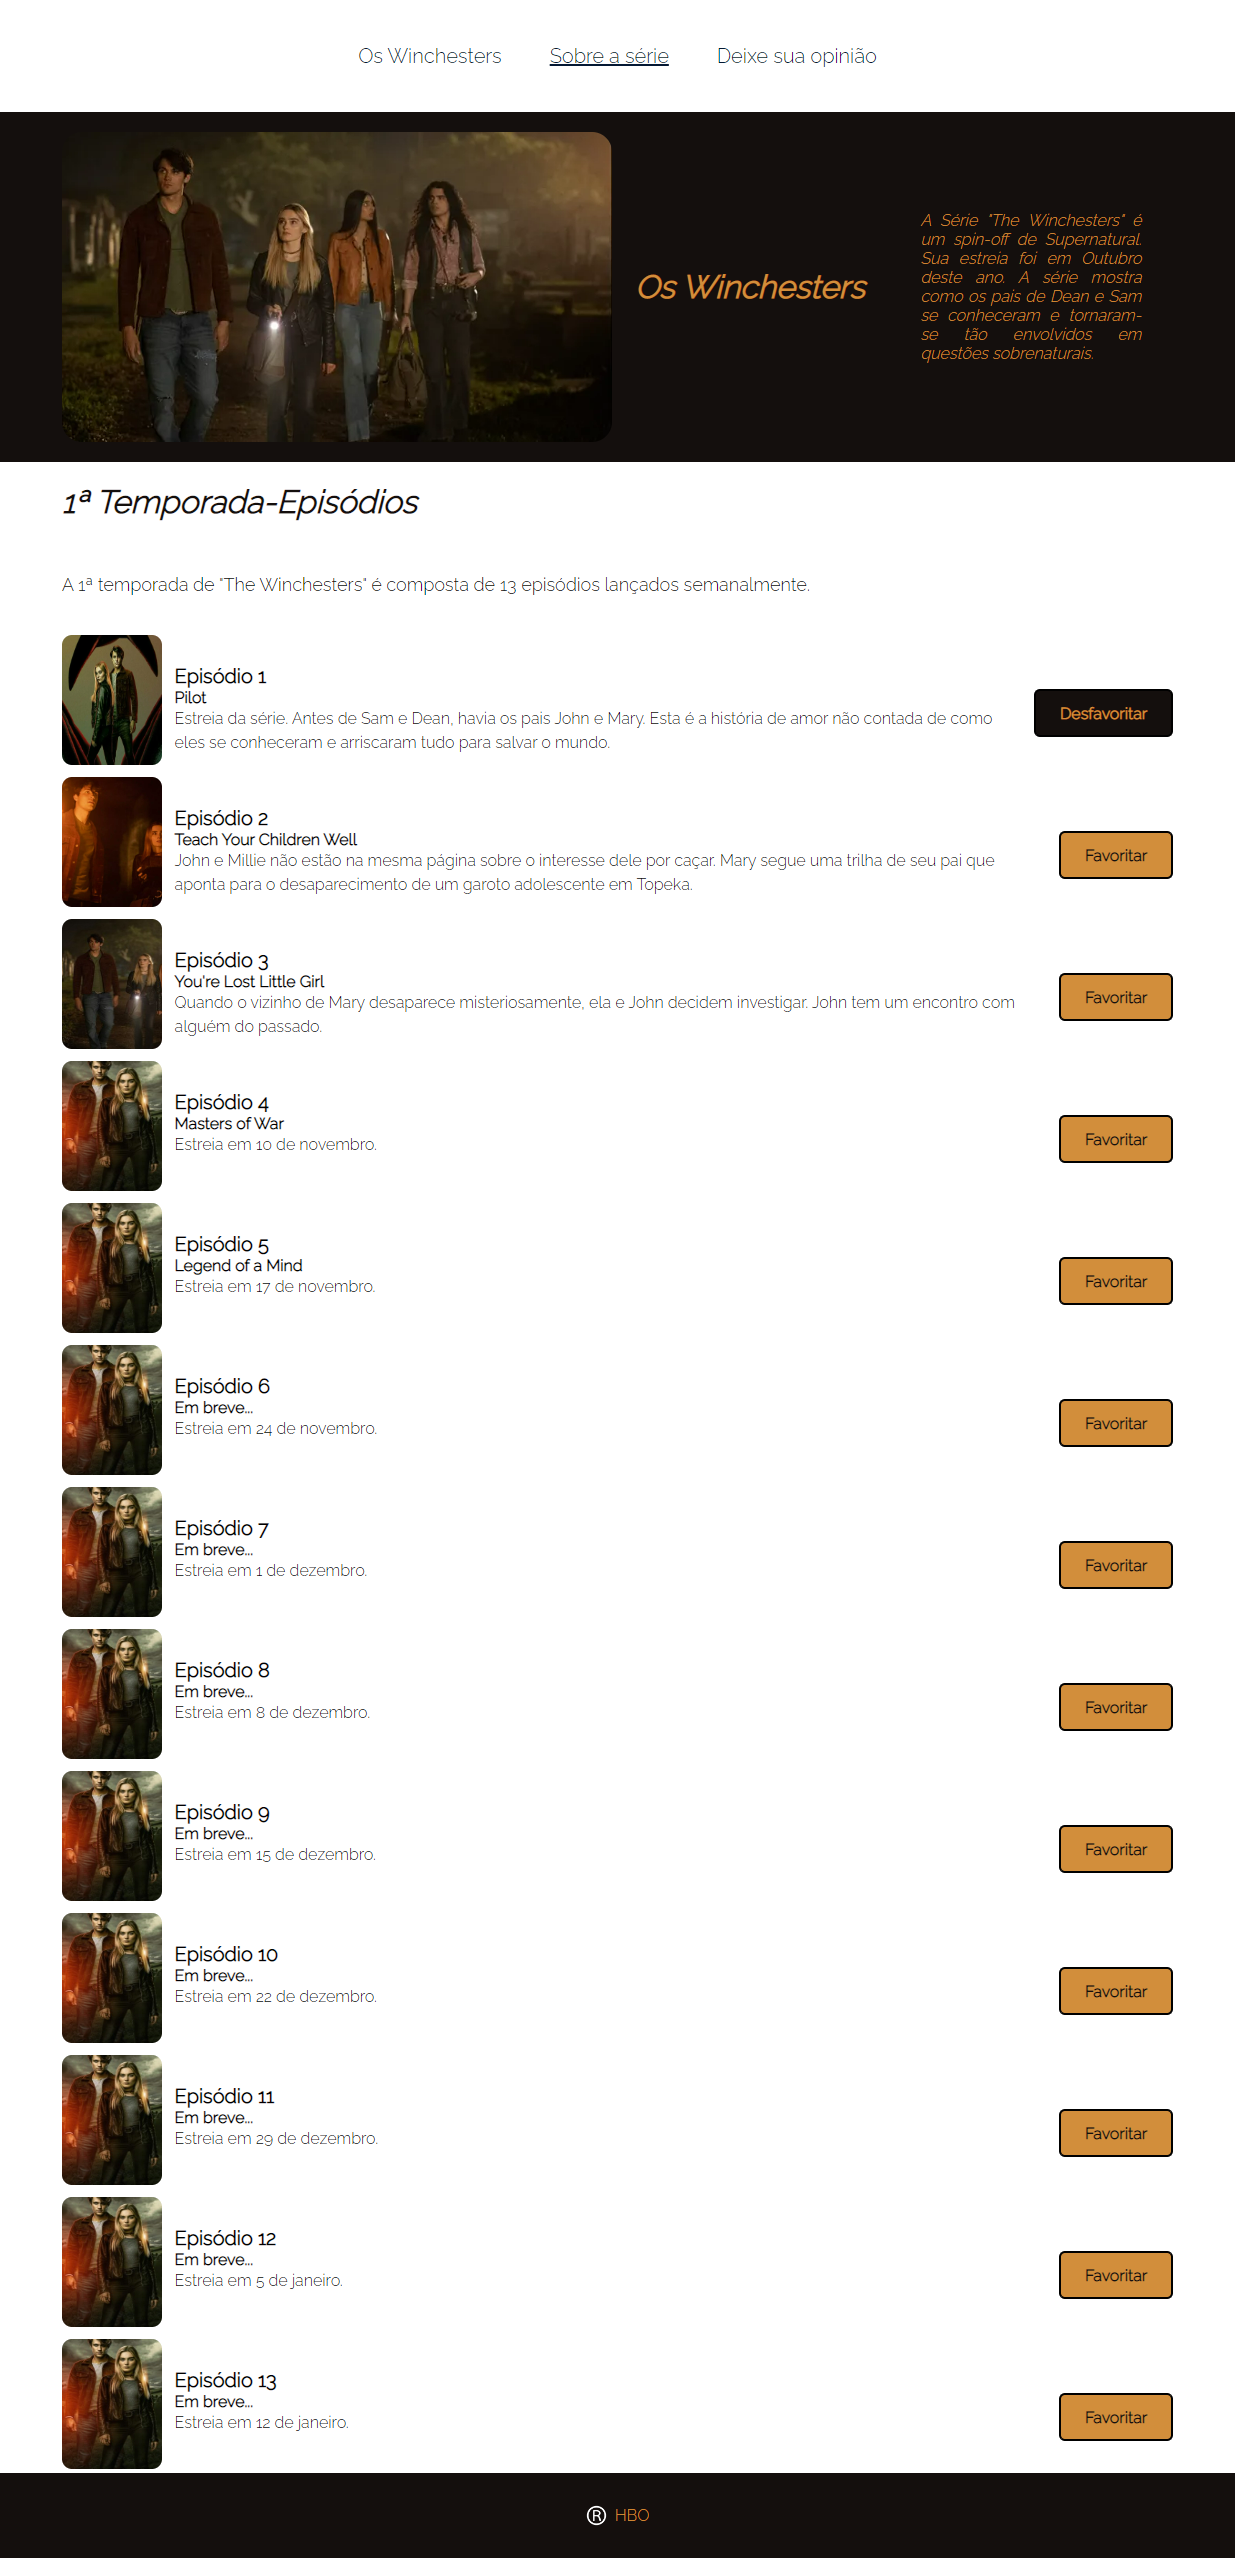 Os Winchesters Sobre a série Deixe sua opinião
Os Winchesters
A Série "The Winchesters" é
um spin-off de Supernatural.
Sua estreia foi em Outubro
deste ano. A série mostra
como os pais de Dean e Sam
se conheceram e tornaram-
se tão envolvidos em
questões sobrenaturais.
1ª Temporada-Episódios
A 1ª temporada de "The Winchesters" é composta de 13 episódios lançados semanalmente.
Episódio 1
Pilot
Estreia da série. Antes de Sam e Dean, havia os pais John e Mary. Esta é a história de amor não contada de como
eles se conheceram e arriscaram tudo para salvar o mundo.
Desfavoritar
Episódio 2
Teach Your Children Well
John e Millie não estão na mesma página sobre o interesse dele por caçar. Mary segue uma trilha de seu pai que
aponta para o desaparecimento de um garoto adolescente em Topeka.
Favoritar
Episódio 3
You're Lost Little Girl
Quando o vizinho de Mary desaparece misteriosamente, ela e John decidem investigar. John tem um encontro com
alguém do passado.
Favoritar
Episódio 4
Masters of War
Estreia em 10 de novembro.
Favoritar
Episódio 5
Legend of a Mind
Estreia em 17 de novembro.
Favoritar
Episódio 6
Em breve...
Estreia em 24 de novembro.
Favoritar
Episódio 7
Em breve...
Estreia em 1 de dezembro.
Favoritar
Episódio 8
Em breve...
Estreia em 8 de dezembro.
Favoritar
Episódio 9
Em breve...
Estreia em 15 de dezembro.
Favoritar
Episódio 10
Em breve...
Estreia em 22 de dezembro.
Favoritar
Episódio 11
Em breve...
Estreia em 29 de dezembro.
Favoritar
Episódio 12
Em breve...
Estreia em 5 de janeiro.
Favoritar
Episódio 13
Em breve...
Estreia em 12 de janeiro.
Favoritar
® HBO